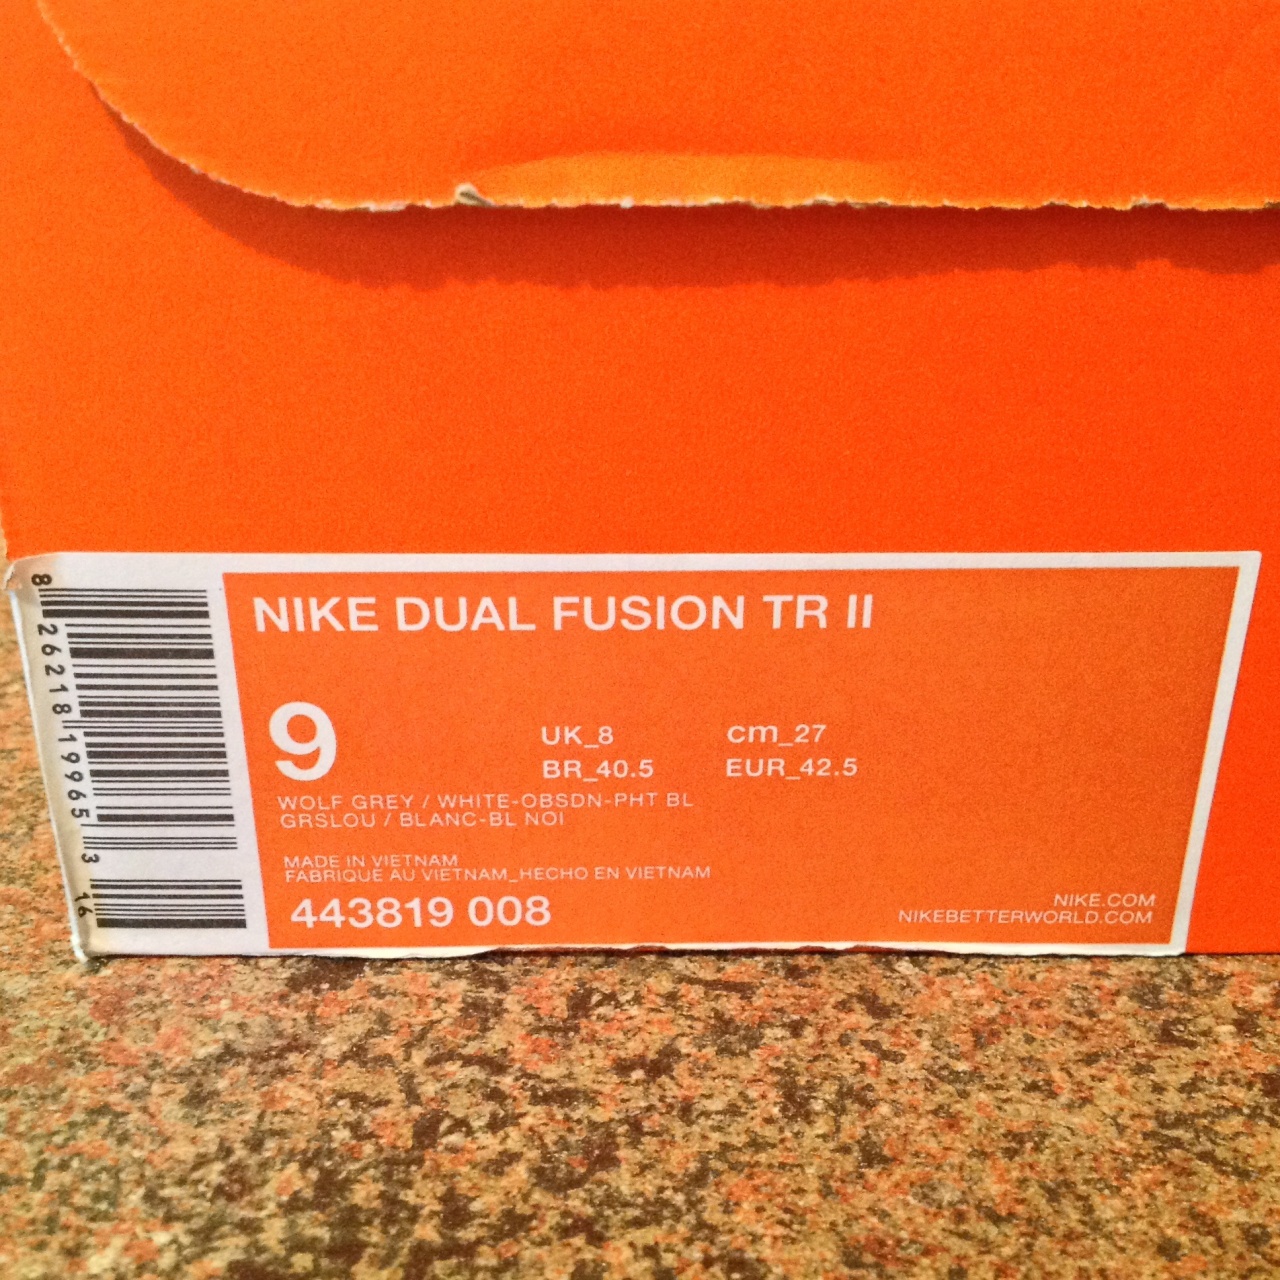 NIKE DUAL FUSION TR II
9
UK_8 cm_27
BR_40.5 EUR_42.5
WOLF GREY / WHITE-OBSDN-PHT BL
GRSLOU / BLANC-BL NOI
MADE IN VIETNAM
FABRIQUE AU VIETNAM_HECHO EN VIETNAM
443819 008
NIKE.COM
NIKEBETTERWORLD.COM
8 26218 19965 3
16